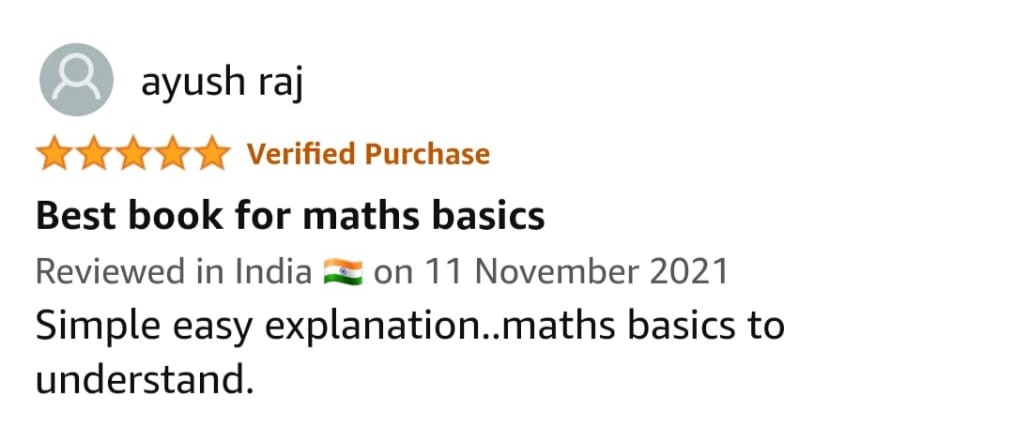 ayush raj
Verified Purchase
Best book for maths basics
Reviewed in India 🇮🇳 on 11 November 2021
Simple easy explanation..maths basics to
understand.